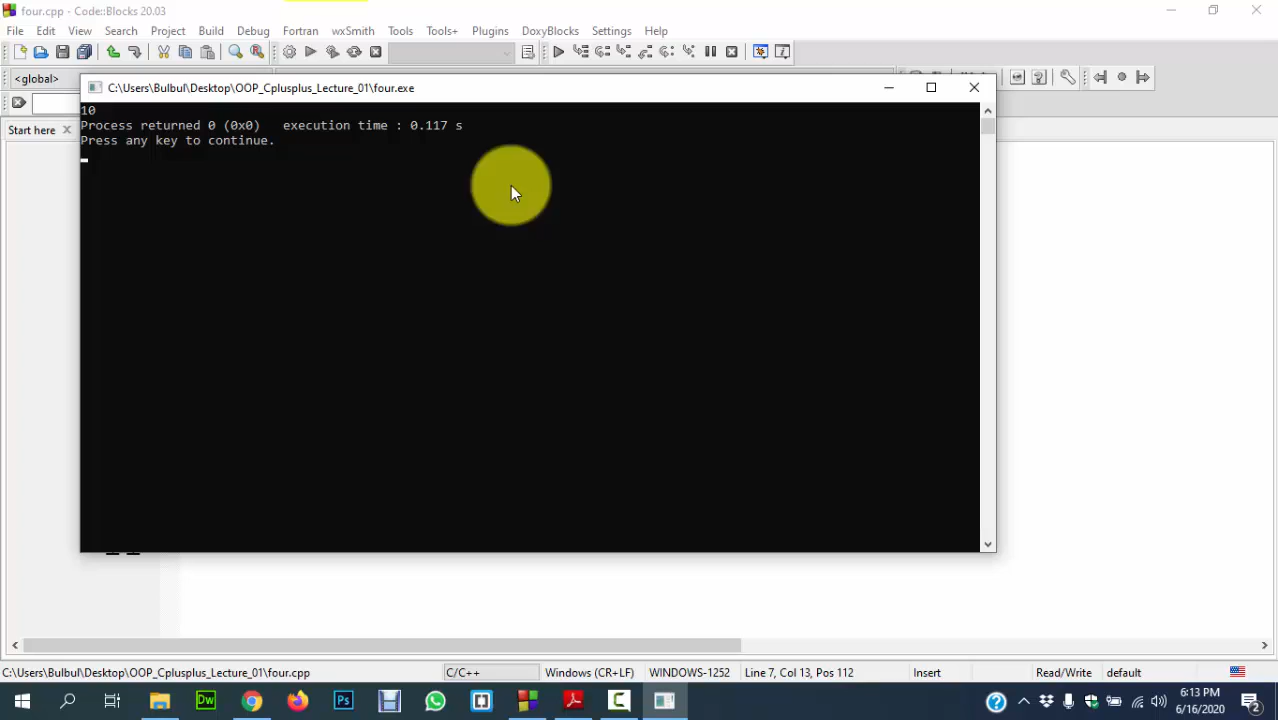 four.cpp - Code::Blocks 20.03
File Edit View Search Project Build Debug Fortran wxSmith Tools Tools+ Plugins DoxyBlocks Settings Help
<global>
C:\Users\Bulbul\Desktop\OOP_Cplusplus_Lecture_01\four.exe
10
Process returned 0 (0x0)   execution time : 0.117 s
Press any key to continue.
Start here
C:\Users\Bulbul\Desktop\OOP_Cplusplus_Lecture_01\four.cpp C/C++ Windows (CR+LF) WINDOWS-1252 Line 7, Col 13, Pos 112 Insert Read/Write default
Dw Ps
6:13 PM
6/16/2020
2